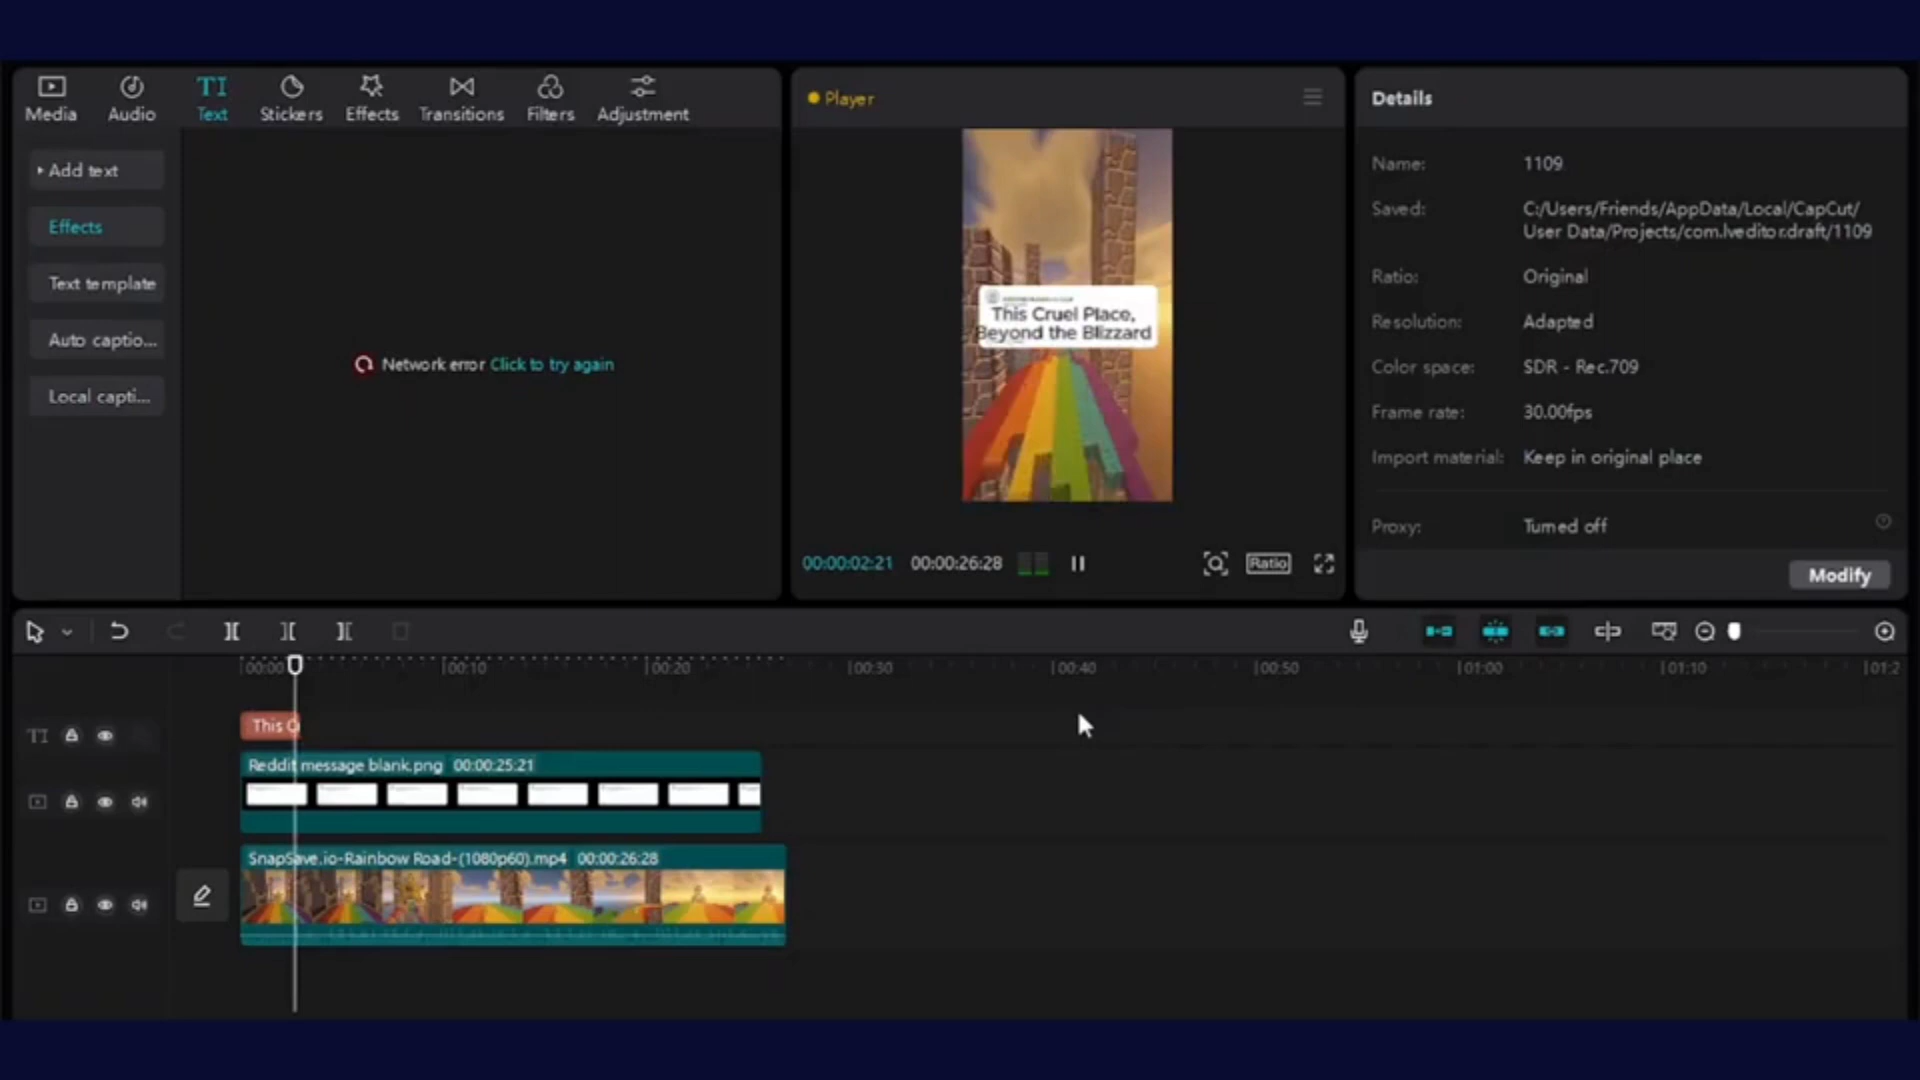 Media
Audio
TI
Text
Stickers
Effects
Transitions
Filters
Adjustment
Add text
Effects
Text template
Auto captio...
Local capti...
Network error Click to try again
Player
This Cruel Place,
Beyond the Blizzard
00:00:02:21 00:00:26:28
Ratio
Details
Name: 1109
Saved: C:/Users/Friends/AppData/Local/CapCut/
User Data/Projects/com.lveditor.draft/1109
Ratio: Original
Resolution: Adapted
Color space: SDR - Rec.709
Frame rate: 30.00fps
Import material: Keep in original place
Proxy: Turned off
Modify
00:00 00:10 00:20 00:30 00:40 00:50 01:00 01:10 01:2
TI
This C
Reddit message blank.png 00:00:25:21
SnapSave.io-Rainbow Road-(1080p60).mp4 00:00:26:28